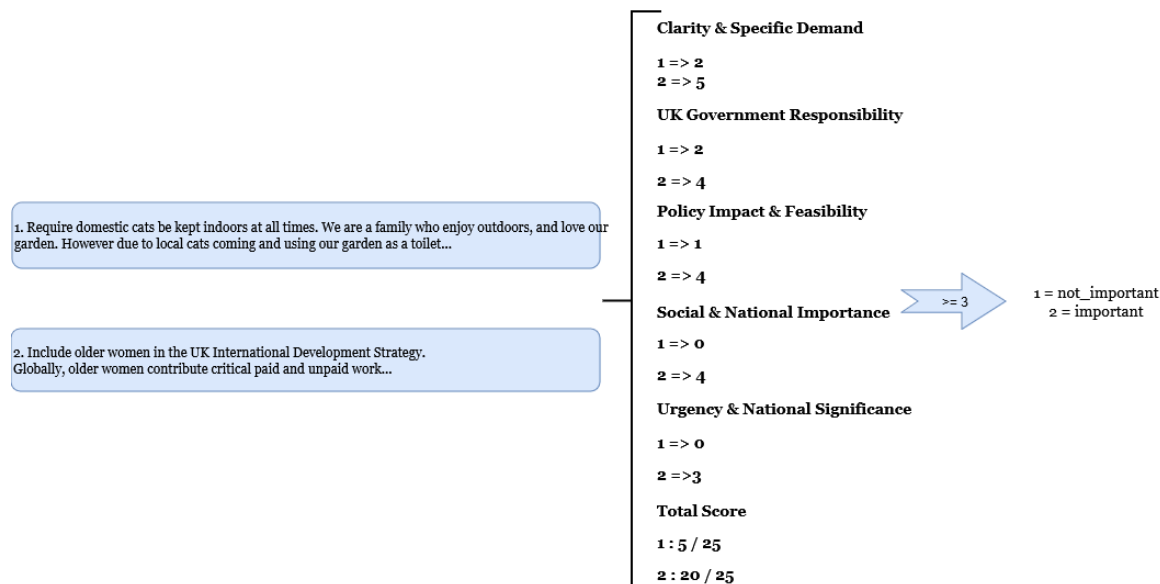 1. Require domestic cats be kept indoors at all times. We are a family who enjoy outdoors, and love our
garden. However due to local cats coming and using our garden as a toilet...
2. Include older women in the UK International Development Strategy.
Globally, older women contribute critical paid and unpaid work...
Clarity & Specific Demand
1 => 2
2 => 5
UK Government Responsibility
1 => 2
2 => 4
Policy Impact & Feasibility
1 => 1
2 => 4
Social & National Importance
1 => 0
2 => 4
Urgency & National Significance
1 => 0
2 =>3
Total Score
1 : 5 / 25
2 : 20 / 25
>= 3
1 = not_important
2 = important